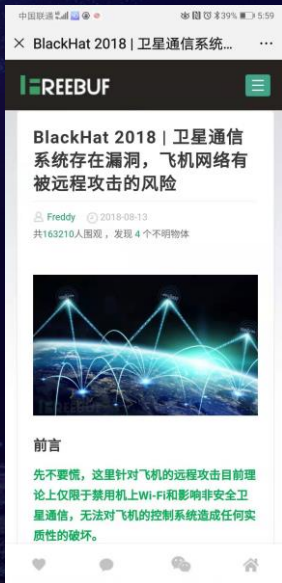 中国联通 39% 5:59
× BlackHat 2018 | 卫星通信系统... ...
FREEBUF
BlackHat 2018 | 卫星通信
系统存在漏洞，飞机网络有
被远程攻击的风险
Freddy 2018-08-13
共163210人围观，发现 4 个不明物体
前言
先不要慌，这里针对飞机的远程攻击目前理
论上仅限于禁用机上Wi-Fi和影响非安全卫
星通信，无法对飞机的控制系统造成任何实
质性的破坏。